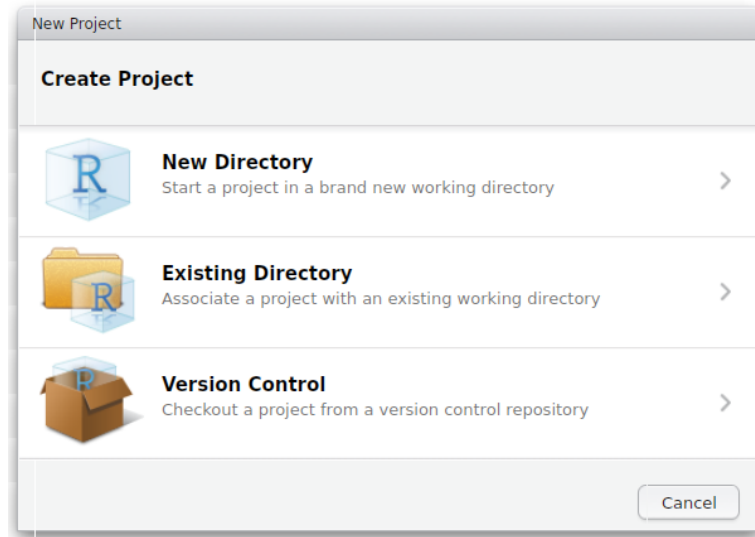 New Project
Create Project
R
New Directory
Start a project in a brand new working directory
R
Existing Directory
Associate a project with an existing working directory
R
Version Control
Checkout a project from a version control repository
Cancel